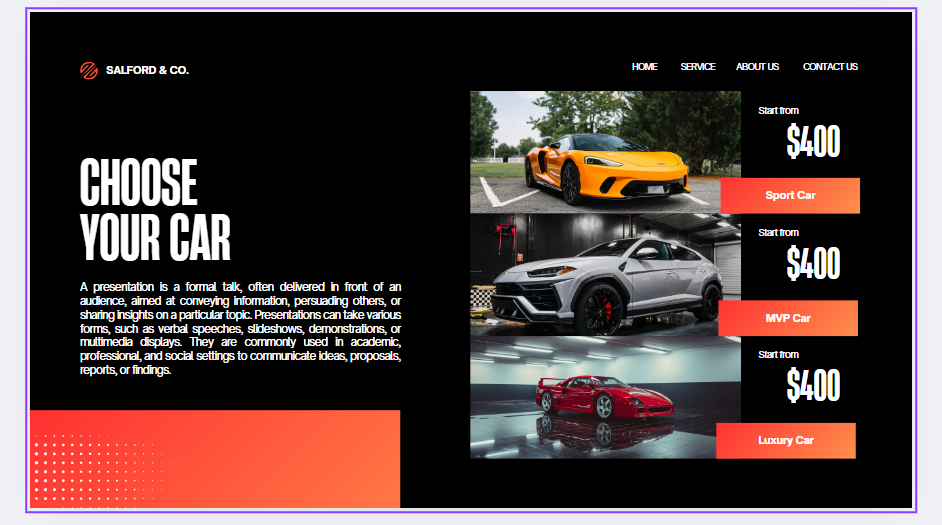 SALFORD & CO.
HOME SERVICE ABOUT US CONTACT US
CHOOSE
YOUR CAR
A presentation is a formal talk, often delivered in front of an
audience, aimed at conveying information, persuading others, or
sharing insights on a particular topic. Presentations can take various
forms, such as verbal speeches, slideshows, demonstrations, or
multimedia displays. They are commonly used in academic,
professional, and social settings to communicate ideas, proposals,
reports, or findings.
Start from
$400
Sport Car
Start from
$400
MVP Car
Start from
$400
Luxury Car